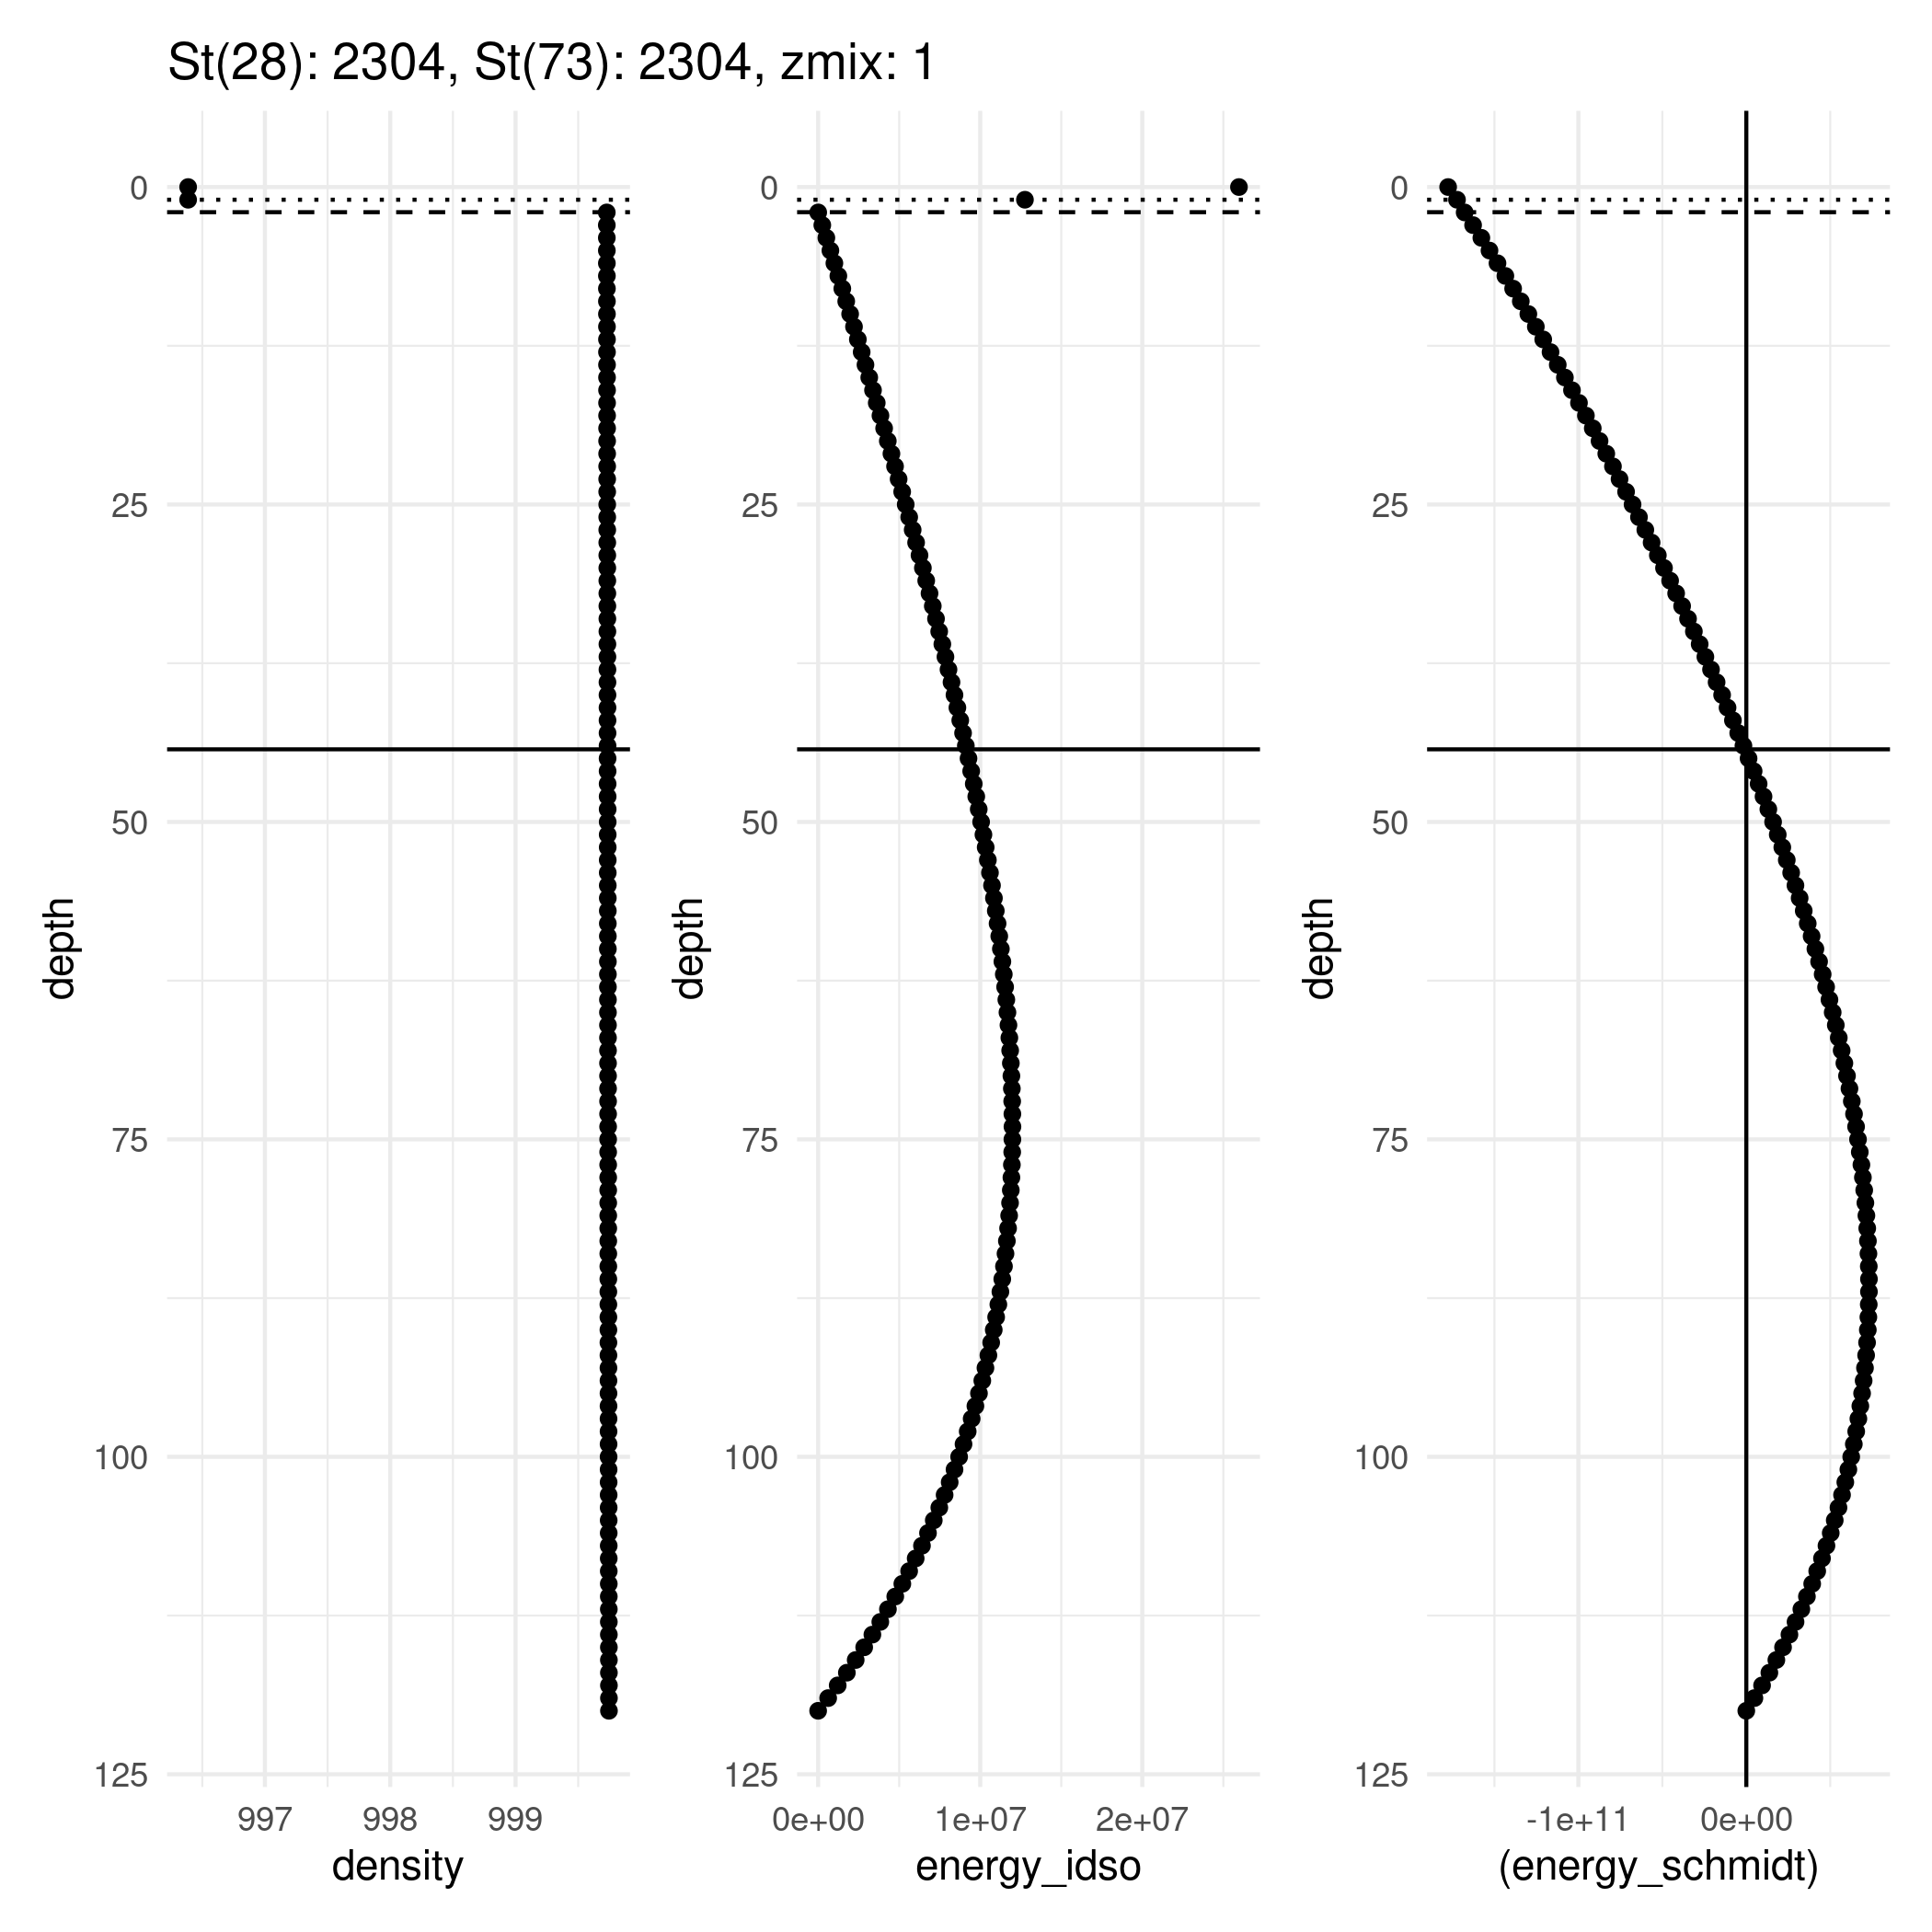 St(28): 2304, St(73): 2304, zmix: 1
0
25
50
75
100
125
depth
997 998 999
density
0
25
50
75
100
125
depth
0e+00 1e+07 2e+07
energy_idso
0
25
50
75
100
125
depth
-1e+11 0e+00
(energy_schmidt)